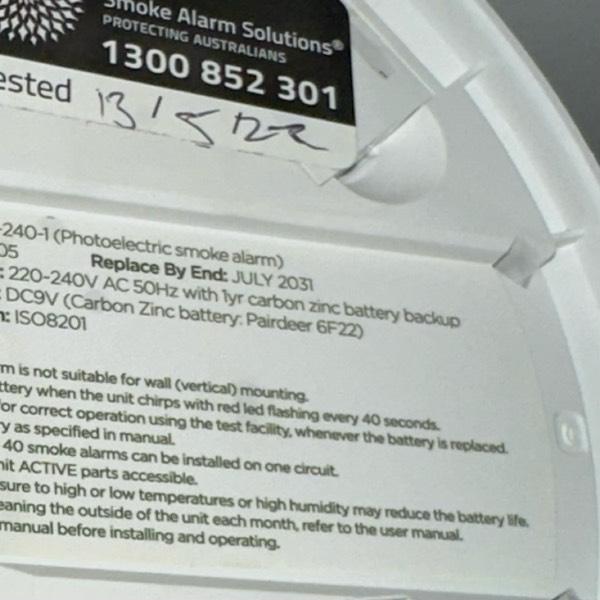 Smoke Alarm Solutions®
PROTECTING AUSTRALIANS
1300 852 301
ested 13/5/22
-240-1 (Photoelectric smoke alarm)
05 Replace By End: JULY 2031
: 220-240V AC 50Hz with 1yr carbon zinc battery backup
: DC9V (Carbon Zinc battery: Pairdeer 6F22)
n: ISO8201
m is not suitable for wall (vertical) mounting.
ttery when the unit chirps with red led flashing every 40 seconds.
or correct operation using the test facility, whenever the battery is replaced.
y as specified in manual.
40 smoke alarms can be installed on one circuit.
nit ACTIVE parts accessible.
sure to high or low temperatures or high humidity may reduce the battery life.
eaning the outside of the unit each month, refer to the user manual.
manual before installing and operating.